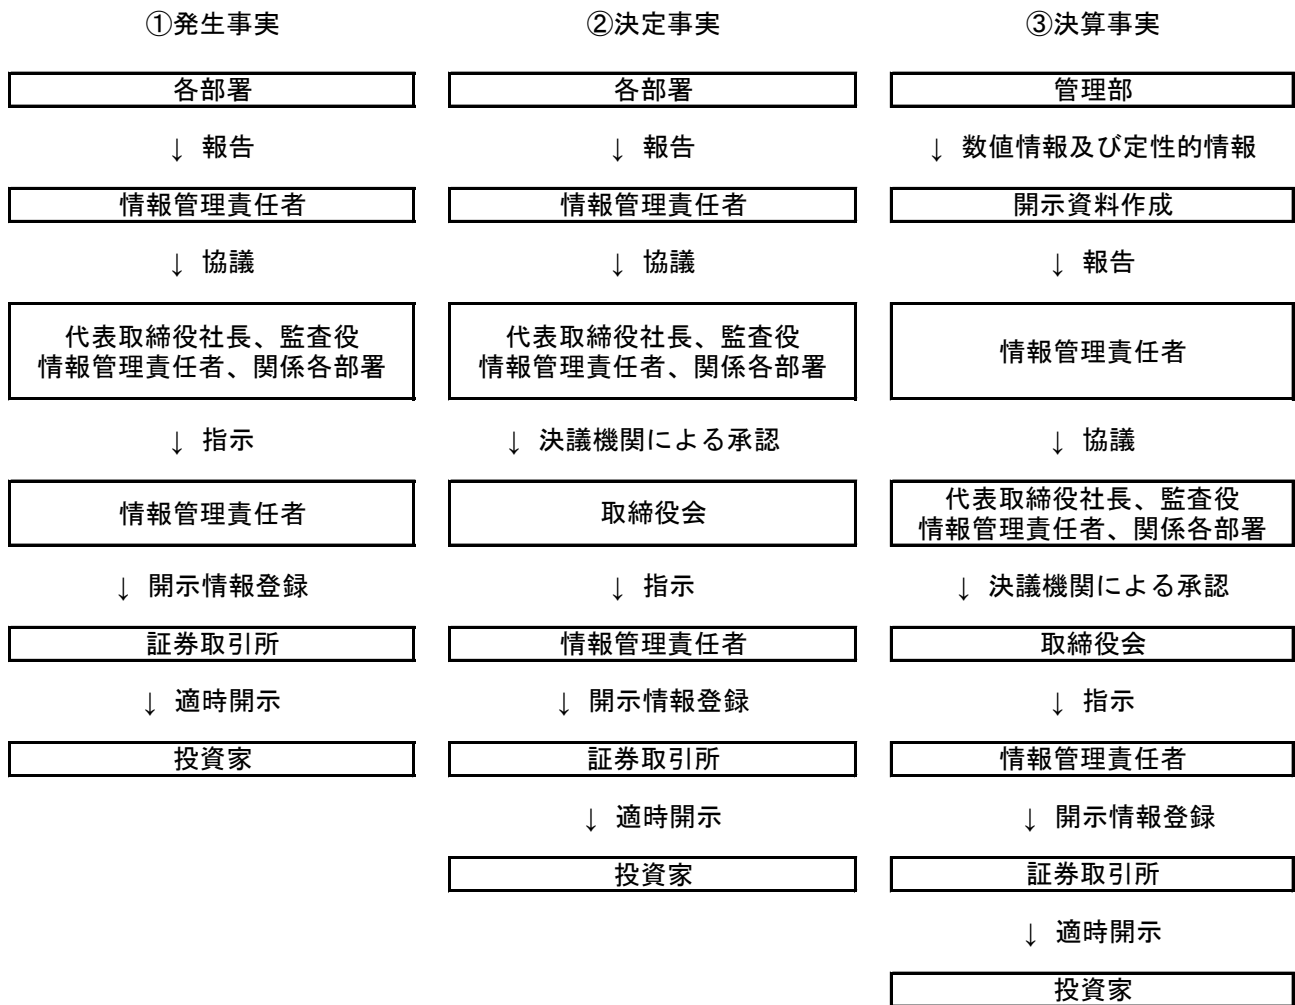 ①発生事実
各部署
↓ 報告
情報管理責任者
↓ 協議
代表取締役社長、監査役
情報管理責任者、関係各部署
↓ 指示
情報管理責任者
↓ 開示情報登録
証券取引所
↓ 適時開示
投資家
②決定事実
各部署
↓ 報告
情報管理責任者
↓ 協議
代表取締役社長、監査役
情報管理責任者、関係各部署
↓ 決議機関による承認
取締役会
↓ 指示
情報管理責任者
↓ 開示情報登録
証券取引所
↓ 適時開示
投資家
③決算事実
管理部
↓ 数値情報及び定性的情報
開示資料作成
↓ 報告
情報管理責任者
↓ 協議
代表取締役社長、監査役
情報管理責任者、関係各部署
↓ 決議機関による承認
取締役会
↓ 指示
情報管理責任者
↓ 開示情報登録
証券取引所
↓ 適時開示
投資家